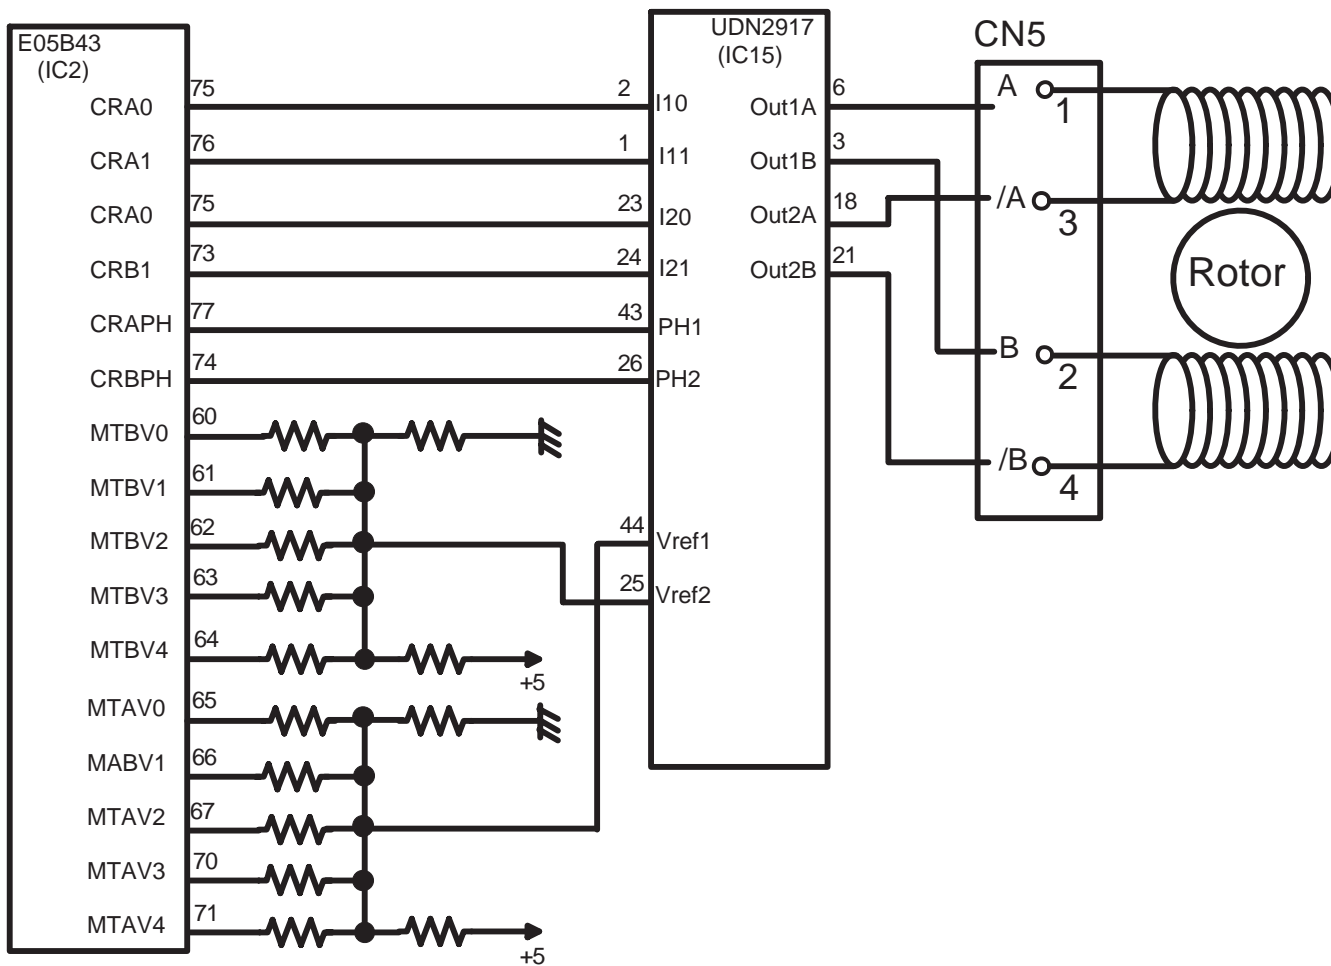 E05B43
(IC2)
UDN2917
(IC15)
CN5
CRA0 75 2 I10 Out1A 6 A 1
CRA1 76 1 I11 Out1B 3
CRA0 75 23 I20 Out2A 18 /A 3
CRB1 73 24 I21 Out2B 21
Rotor
CRAPH 77 43 PH1
CRBPH 74 26 PH2
B 2
MTBV0 60
MTBV1 61
/B 4
MTBV2 62 44 Vref1
MTBV3 63 25 Vref2
MTBV4 64
+5
MTAV0 65
MABV1 66
MTAV2 67
MTAV3 70
MTAV4 71
+5